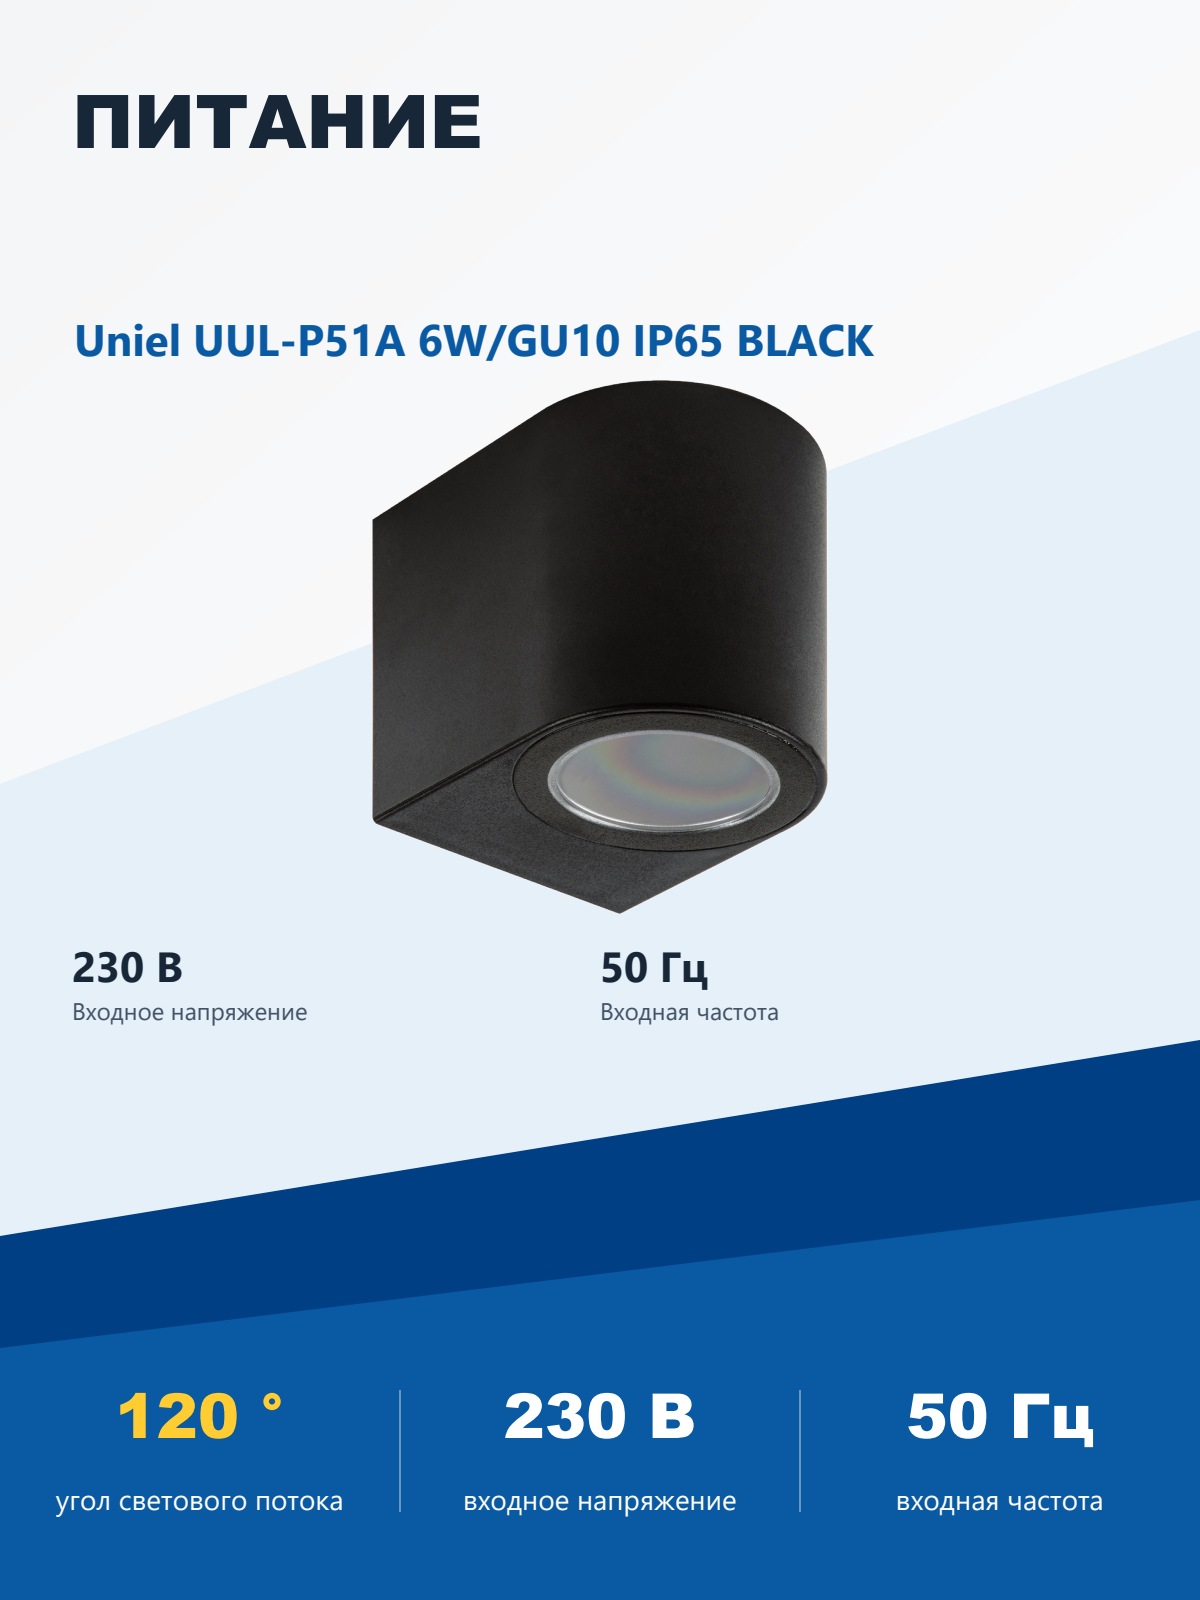 ПИТАНИЕ
Uniel UUL-P51A 6W/GU10 IP65 BLACK
230 В
Входное напряжение
50 Гц
Входная частота
120 °
угол светового потока
230 В
входное напряжение
50 Гц
входная частота